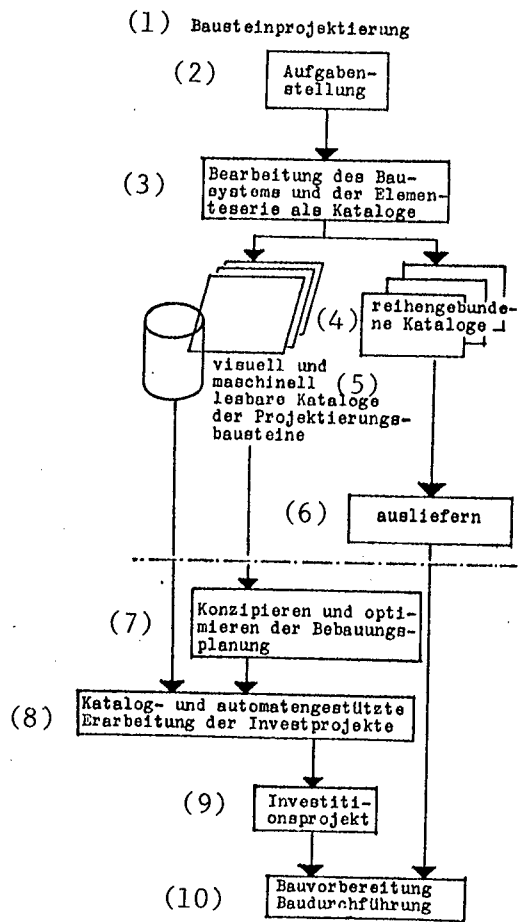 (1) Bausteinprojektierung
(2) Aufgaben-
stellung
(3) Bearbeitung des Bau-
systems und der Elemen-
teserie als Kataloge
(4) reihengebunde-
ne Kataloge
visuell und
maschinell (5)
lesbare Kataloge
der Projektierungs-
bausteine
(6) ausliefern
(7) Konzipieren und opti-
mieren der Bebauungs-
planung
(8) Katalog- und automatengestützte
Erarbeitung der Investprojekte
(9) Investiti-
onsprojekt
(10) Bauvorbereitung
Baudurchführung